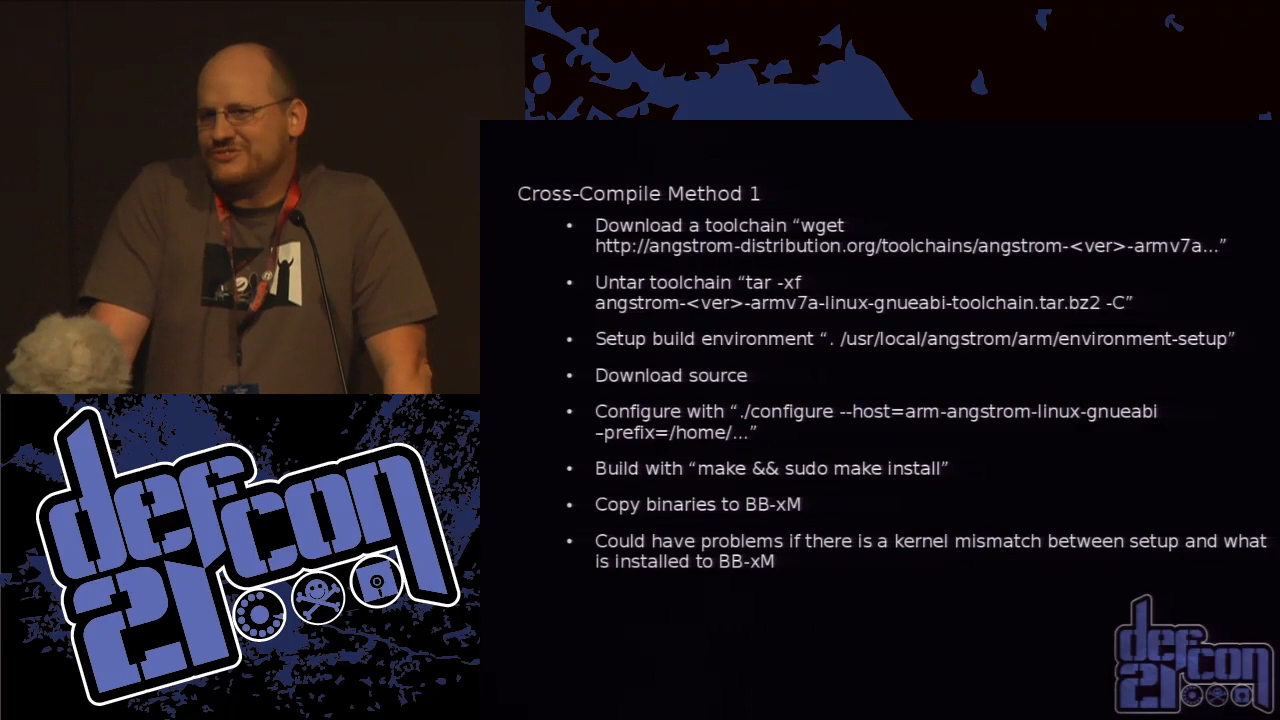 Cross-Compile Method 1
• Download a toolchain “wget
http://angstrom-distribution.org/toolchains/angstrom-<ver>-armv7a...”
• Untar toolchain “tar -xf
angstrom-<ver>-armv7a-linux-gnueabi-toolchain.tar.bz2 -C”
• Setup build environment “. /usr/local/angstrom/arm/environment-setup”
• Download source
• Configure with “./configure --host=arm-angstrom-linux-gnueabi
–prefix=/home/...”
• Build with “make && sudo make install”
• Copy binaries to BB-xM
• Could have problems if there is a kernel mismatch between setup and what
is installed to BB-xM
defcon
21
defcon
21